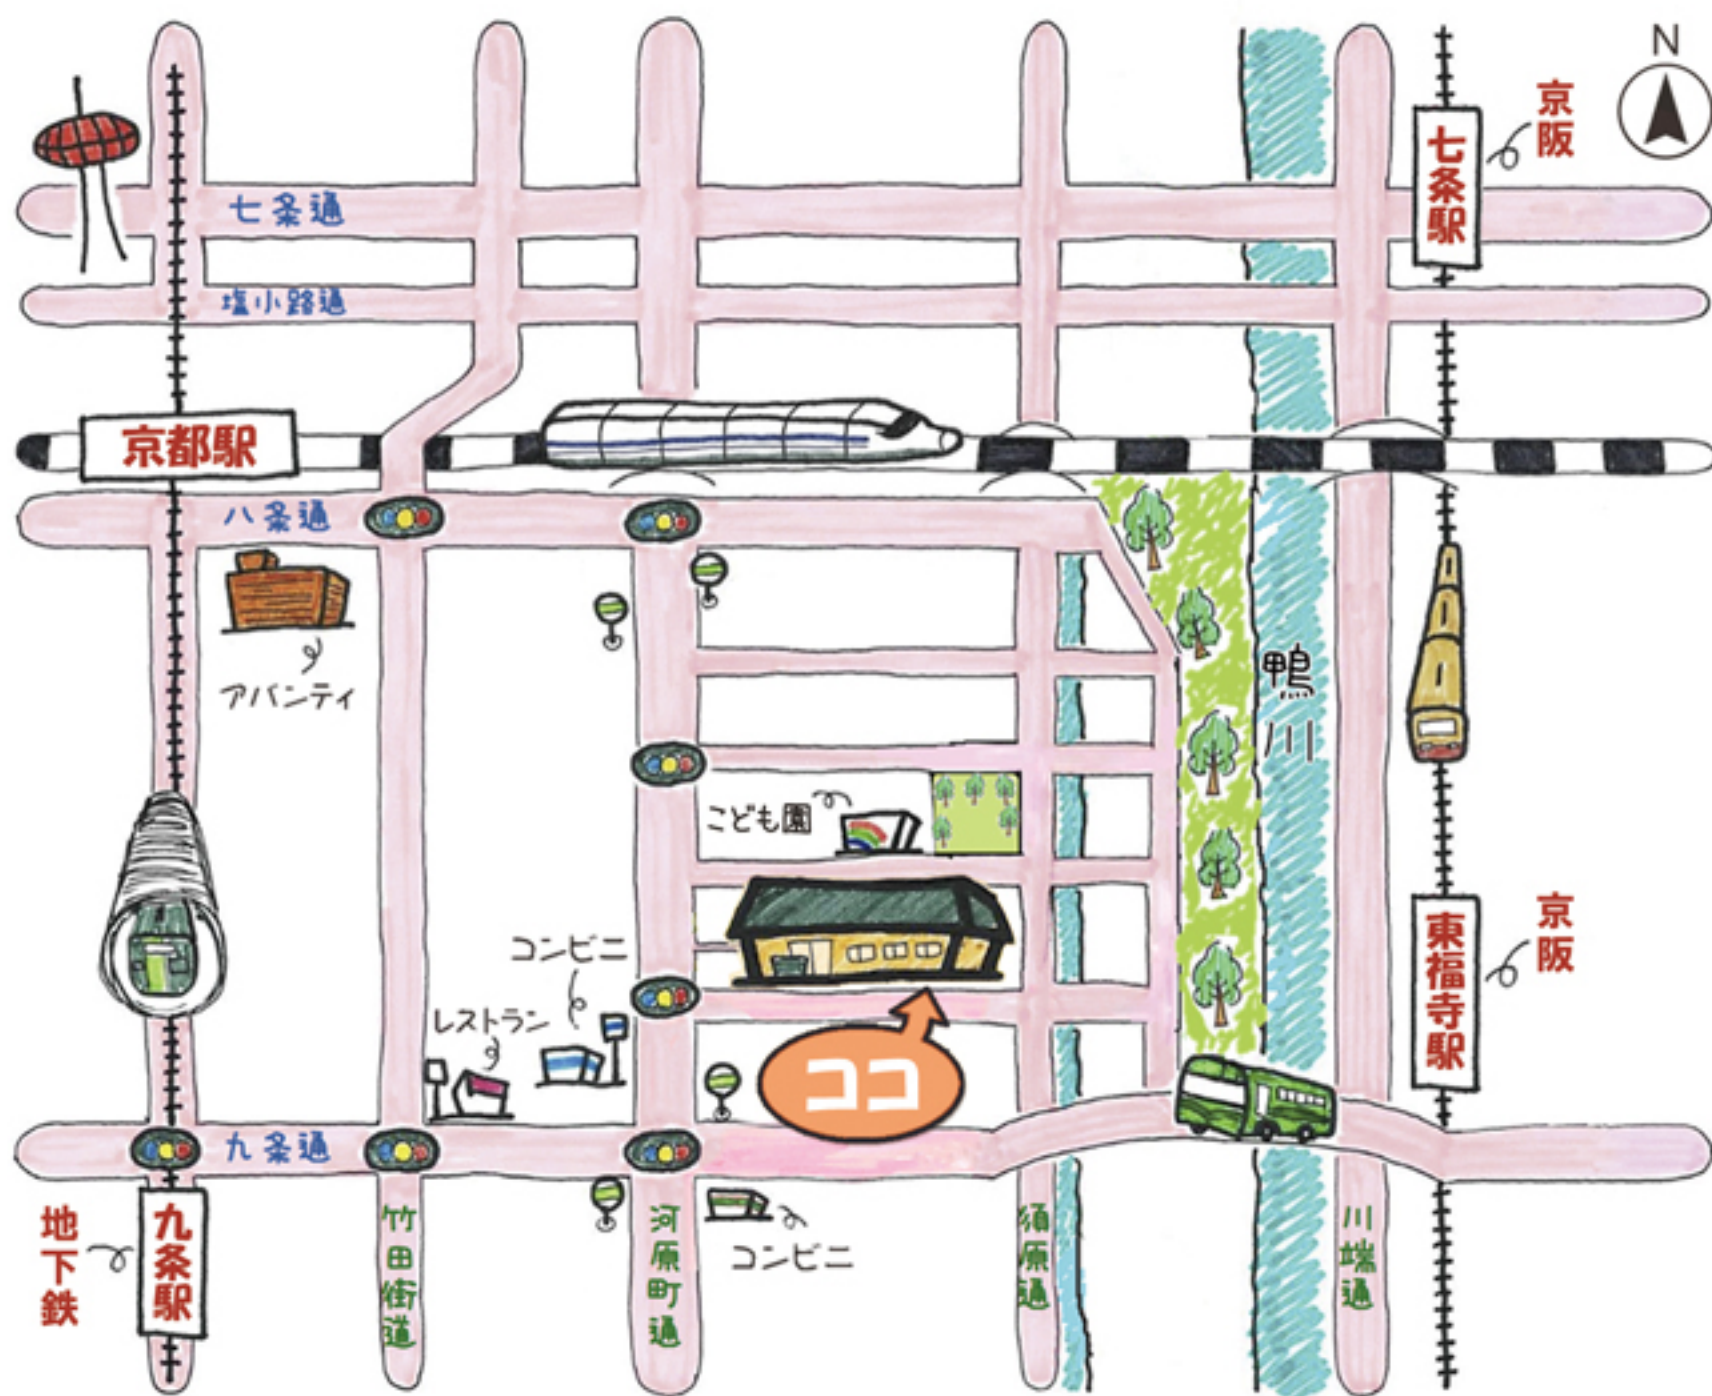 N
京阪
七条駅
七条通
塩小路通
京都駅
八条通
アバンティ
鴨川
こども園
コンビニ
レストラン
ココ
東福寺駅
京阪
九条通
地下鉄
九条駅
竹田街道
河原町通
コンビニ
須原通
川端通